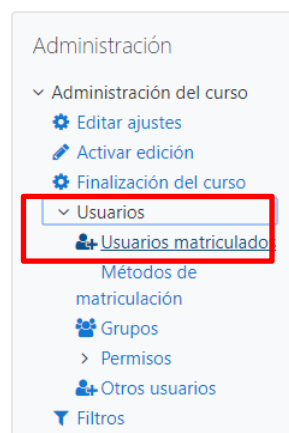 Administración
Administración del curso
Editar ajustes
Activar edición
Finalización del curso
Usuarios
Usuarios matriculados
Métodos de
matriculación
Grupos
Permisos
Otros usuarios
Filtros